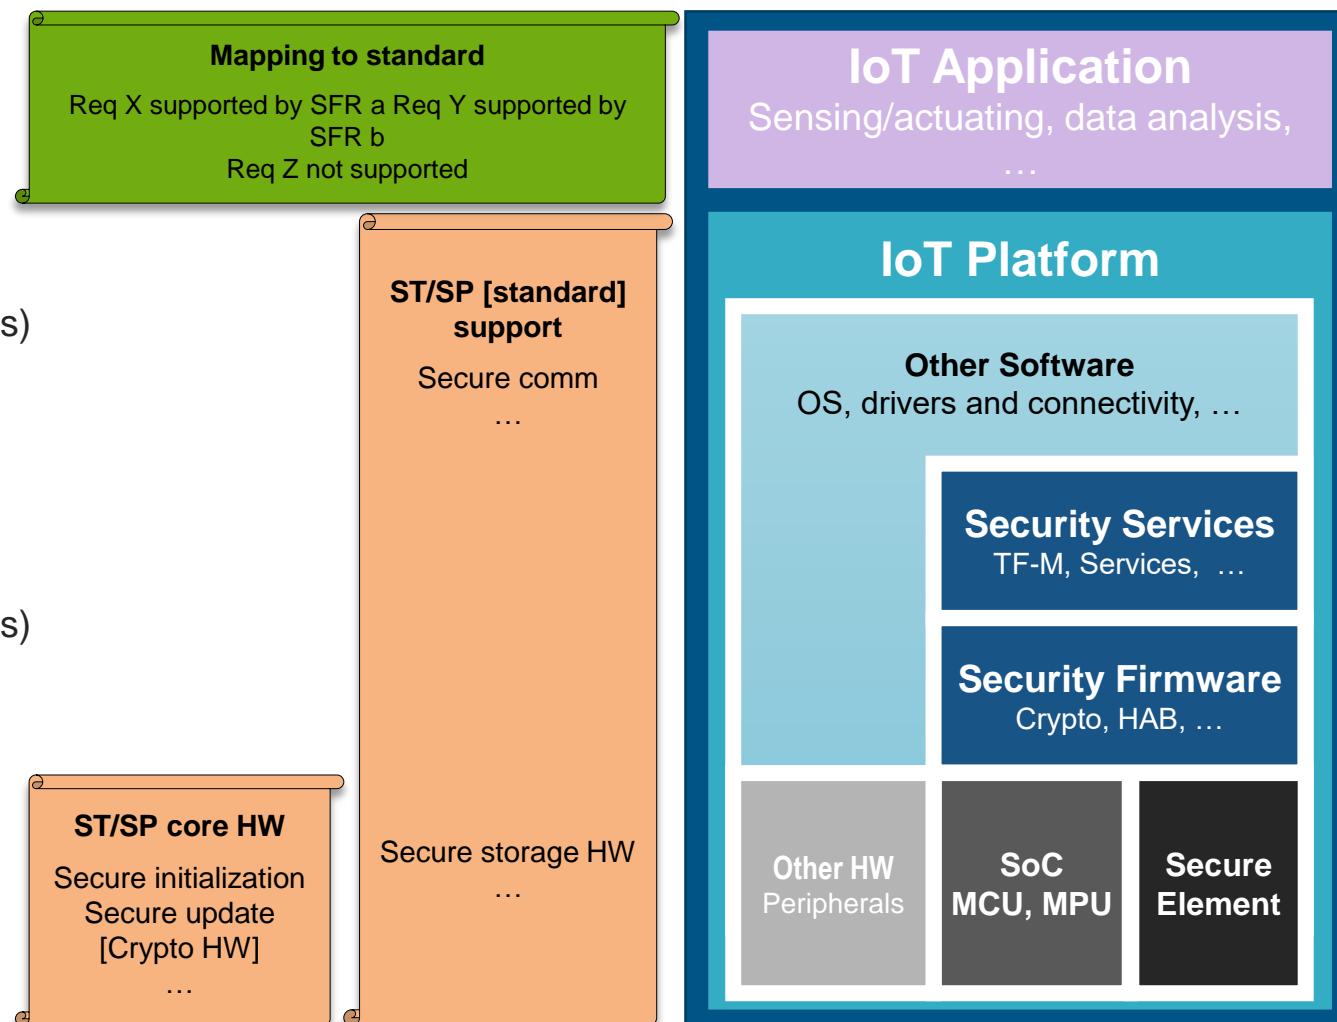 Mapping to standard
Req X supported by SFR a Req Y supported by
SFR b
Req Z not supported
s)
s)
ST/SP [standard]
support
Secure comm
…
Secure storage HW
…
ST/SP core HW
Secure initialization
Secure update
[Crypto HW]
…
IoT Application
Sensing/actuating, data analysis,
…
IoT Platform
Other Software
OS, drivers and connectivity, …
Security Services
TF-M, Services, …
Security Firmware
Crypto, HAB, …
Other HW
Peripherals
SoC
MCU, MPU
Secure
Element